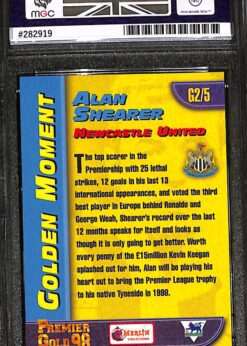 MGC
#282919
ALAN
SHEARER
G2/5
NEWCASTLE UNITED
GOLDEN MOMENT
The top scorer in the
Premiership with 25 lethal
strikes, 12 goals in his last 13
international appearances, and voted the third
best player in Europe behind Ronaldo and
George Weah, Shearer's record over the last
12 months speaks for itself and looks as
though it is only going to get better. Worth every
penny of the £15million Kevin Keegan
splashed out for him, Alan will be playing his
heart out to bring the Premier League trophy
to his native Tyneside in 1998.
PREMIER
GOLD 98
MERLIN